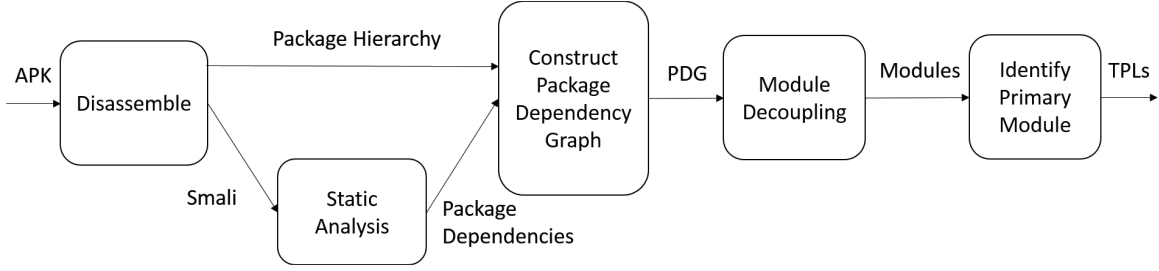 APK
Disassemble
Package Hierarchy
Smali
Static
Analysis
Package
Dependencies
Construct
Package
Dependency
Graph
PDG
Module
Decoupling
Modules
Identify
Primary
Module
TPLs